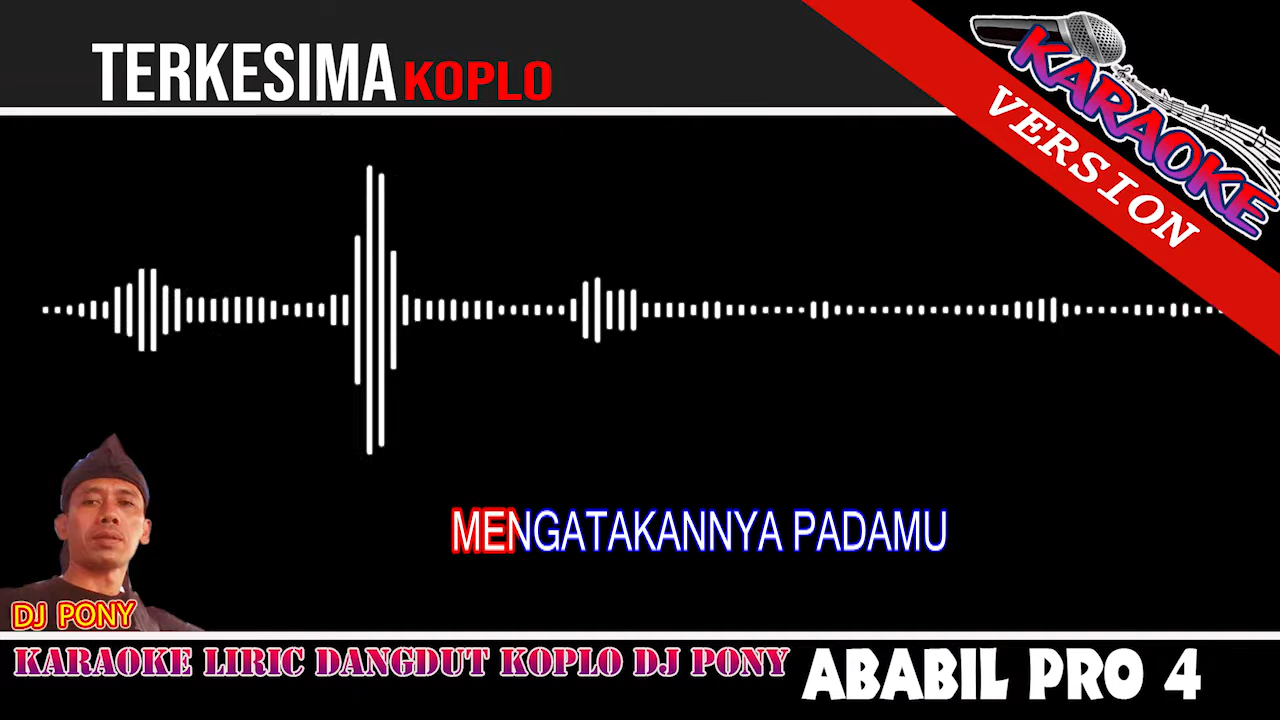 TERKESIMA KOPLO
KARAOKE
VERSION
MENGATAKANNYA PADAMU
DJ PONY
KARAOKE LIRIC DANGDUT KOPLO DJ PONY
ABABIL PRO 4